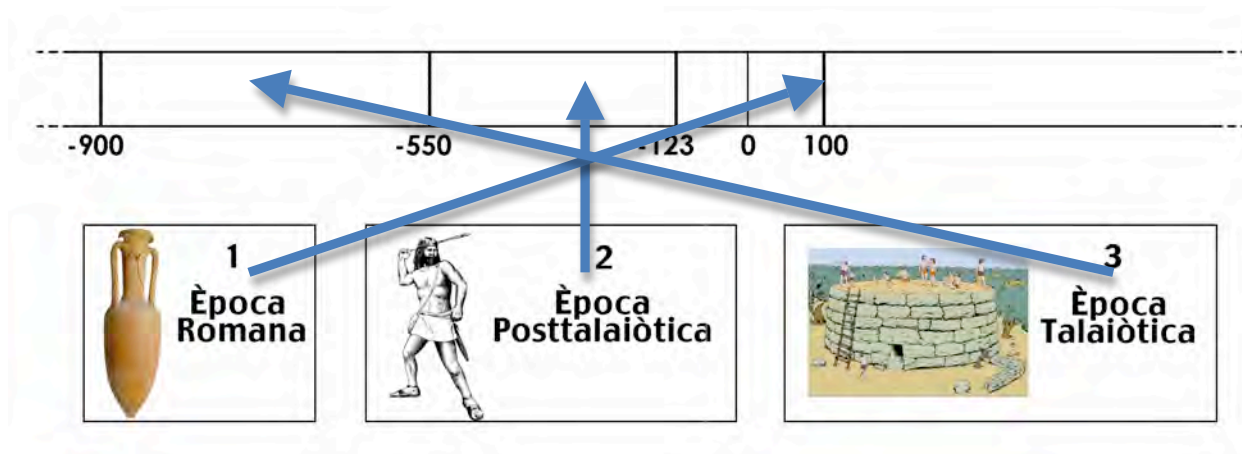 -900 -550 -123 0 100
1
Època
Romana
2
Època
Posttalaiòtica
3
Època
Talaiòtica